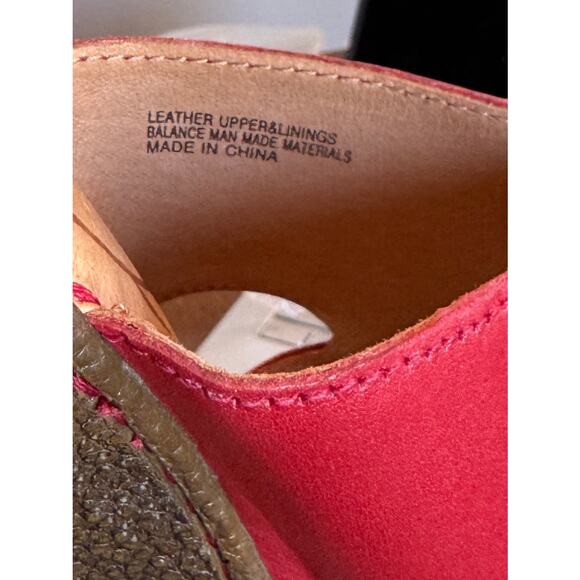 LEATHER UPPER&LININGS
BALANCE MAN MADE MATERIALS
MADE IN CHINA